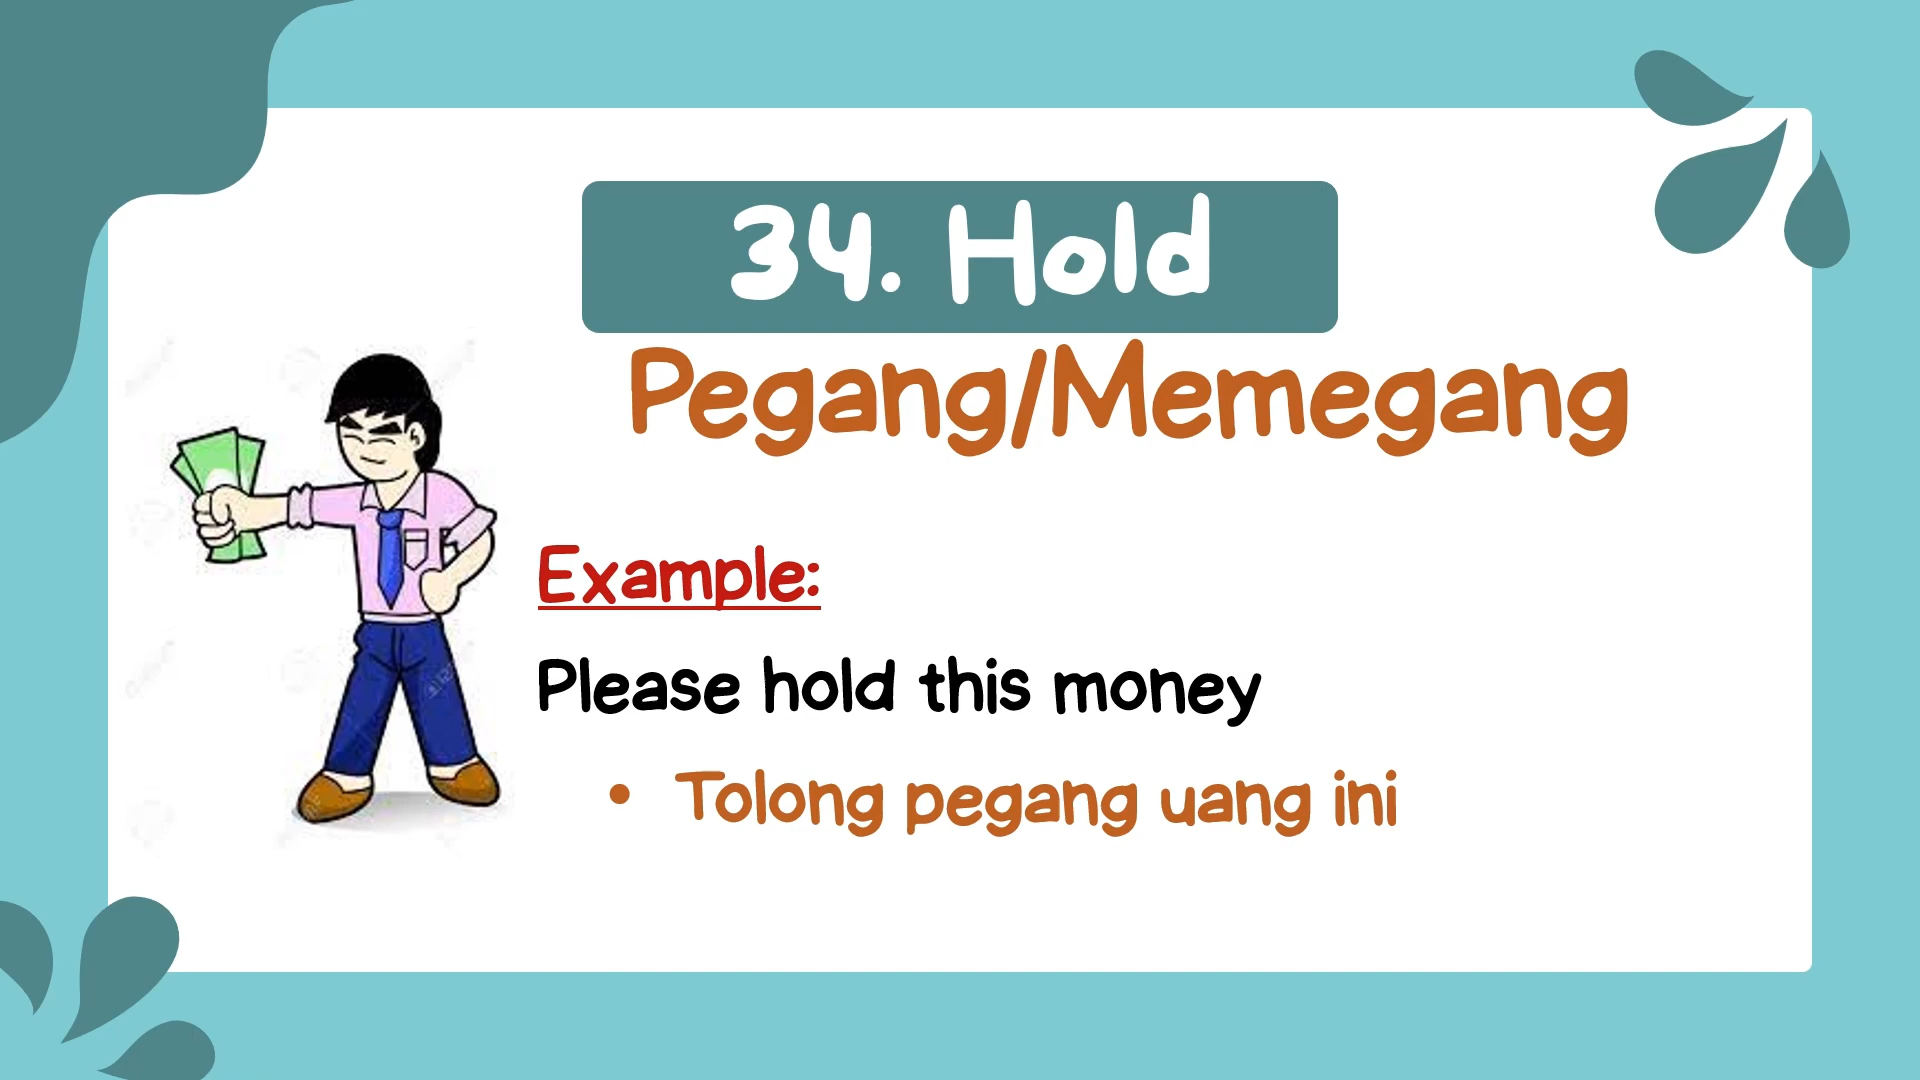 34. Hold
Pegang/Memegang
Example:
Please hold this money
• Tolong pegang uang ini